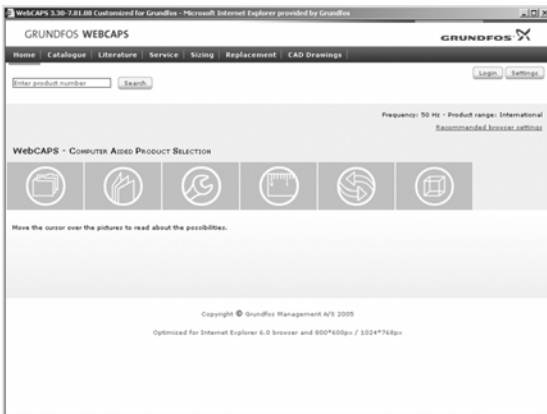 WebCAPS 3.30-7.01.08 Customized for Grundfos - Microsoft Internet Explorer provided by Grundfos
GRUNDFOS WEBCAPS
GRUNDFOS
Home Catalogue Literature Service Sizing Replacement CAD Drawings
Login Settings
Enter product number Search
Frequency: 50 Hz - Product range: International
Recommended browser settings
WebCAPS - Computer Aided Product Selection
Move the cursor over the pictures to read about the possibilities.
Copyright © Grundfos Management A/S 2005
Optimized for Internet Explorer 6.0 browser and 800*600px / 1024*768px